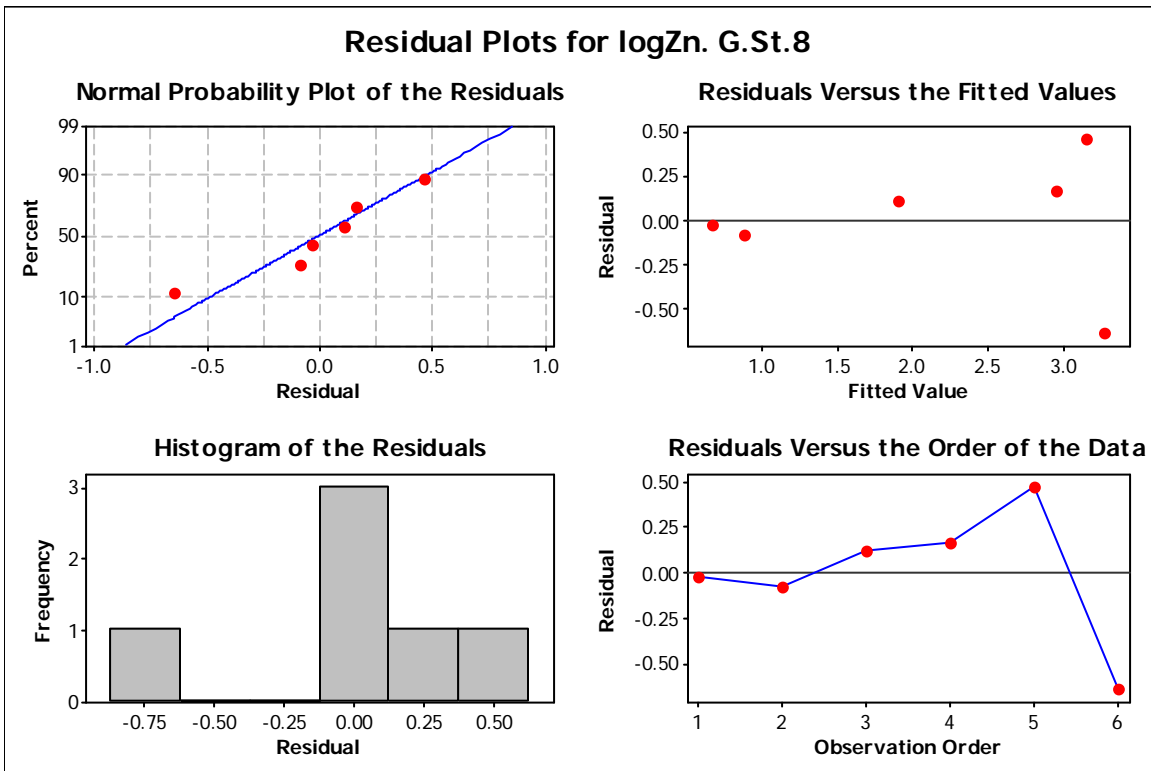 Residual Plots for logZn. G.St.8
Normal Probability Plot of the Residuals
99
90
50
10
1
Percent
-1.0 -0.5 0.0 0.5 1.0
Residual
Residuals Versus the Fitted Values
0.50
0.25
0.00
-0.25
-0.50
Residual
1.0 1.5 2.0 2.5 3.0
Fitted Value
Histogram of the Residuals
3
2
1
0
Frequency
-0.75 -0.50 -0.25 0.00 0.25 0.50
Residual
Residuals Versus the Order of the Data
0.50
0.25
0.00
-0.25
-0.50
Residual
1 2 3 4 5 6
Observation Order